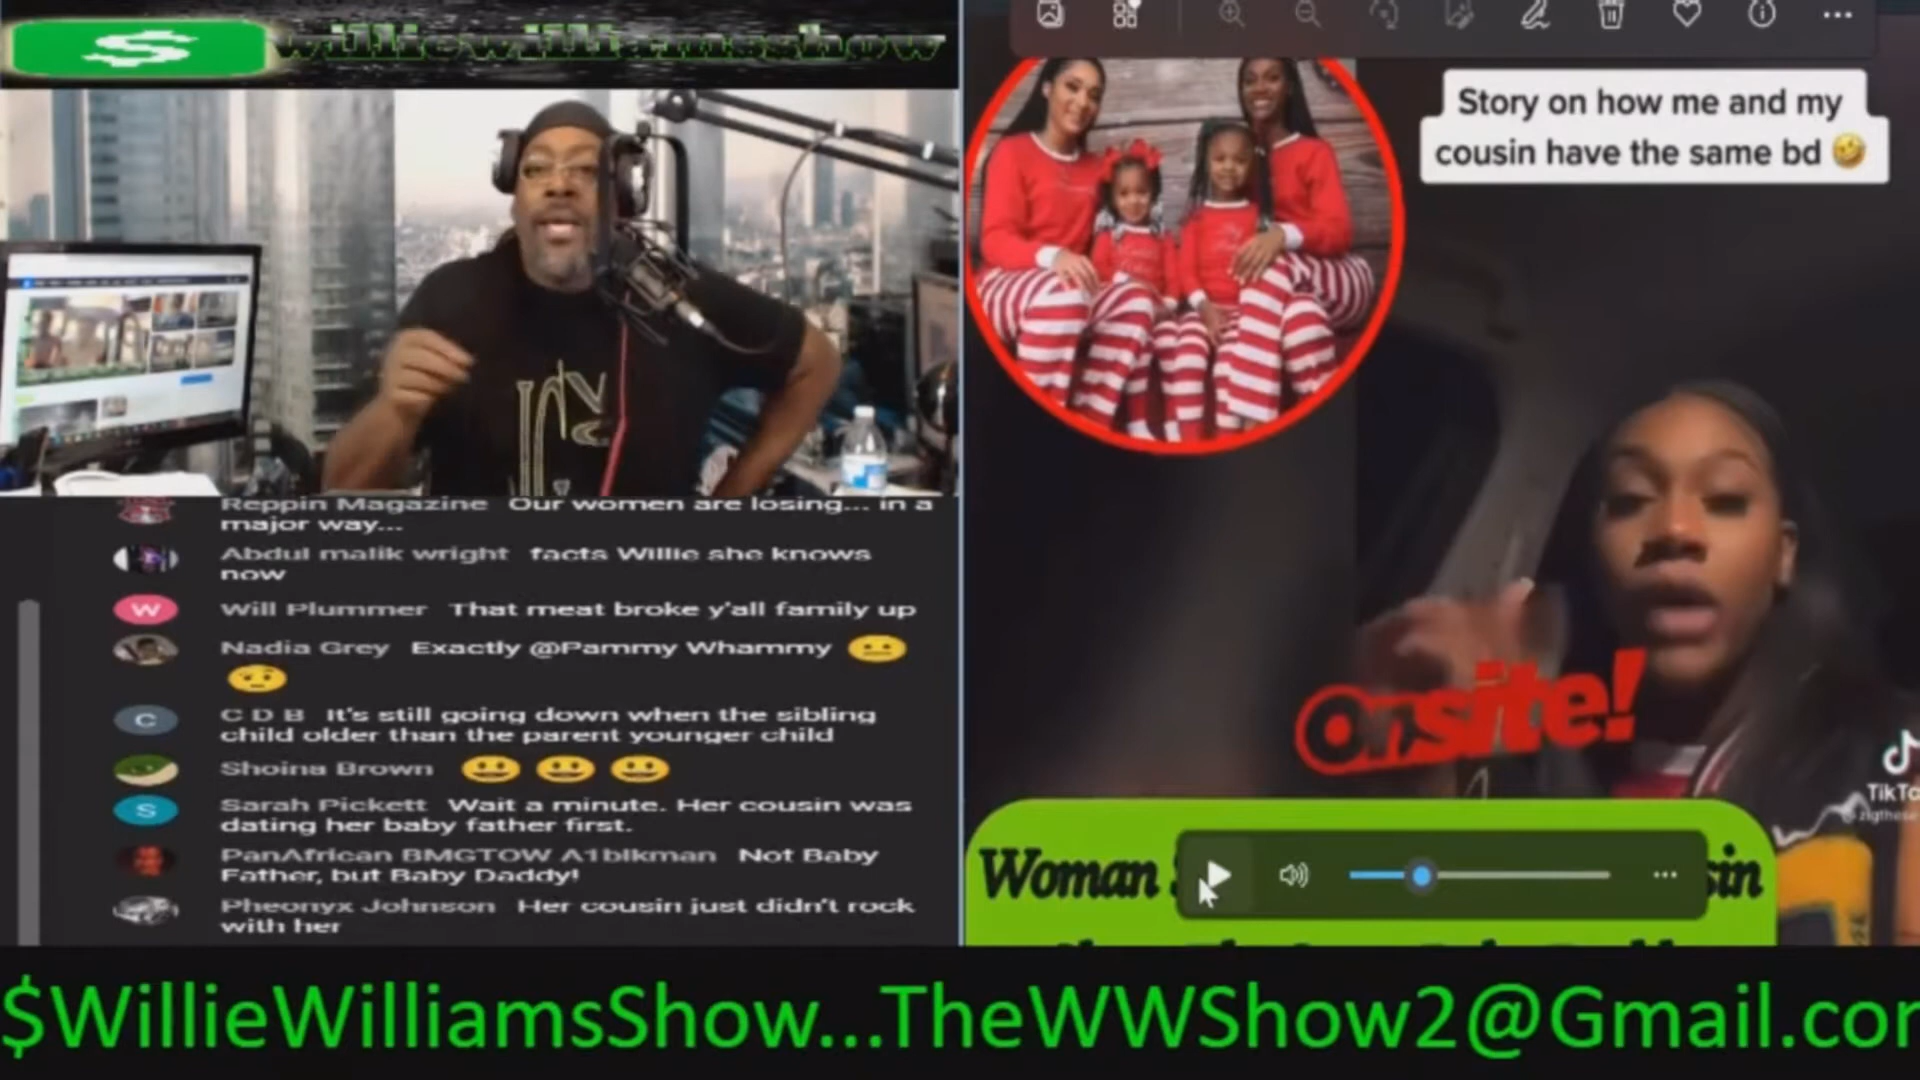 williewilliamsshow
Reppin Magazine Our women are losing... in a
major way...
Abdul malik wright facts Willie she knows
now
W
Will Plummer That meat broke y'all family up
Nadia Grey Exactly @Pammy Whammy 😐
🤨
C
C D B It's still going down when the sibling
child older than the parent younger child
Shoina Brown 😃 😃 😃
S
Sarah Pickett Wait a minute. Her cousin was
dating her baby father first.
PanAfrican BMGTOW A1blkman Not Baby
Father, but Baby Daddy!
Pheonyx Johnson Her cousin just didn't rock
with her
Story on how me and my
cousin have the same bd 🤣
Onsite!
TikTo
Woman
sin
$WillieWilliamsShow...TheWWShow2@Gmail.cor